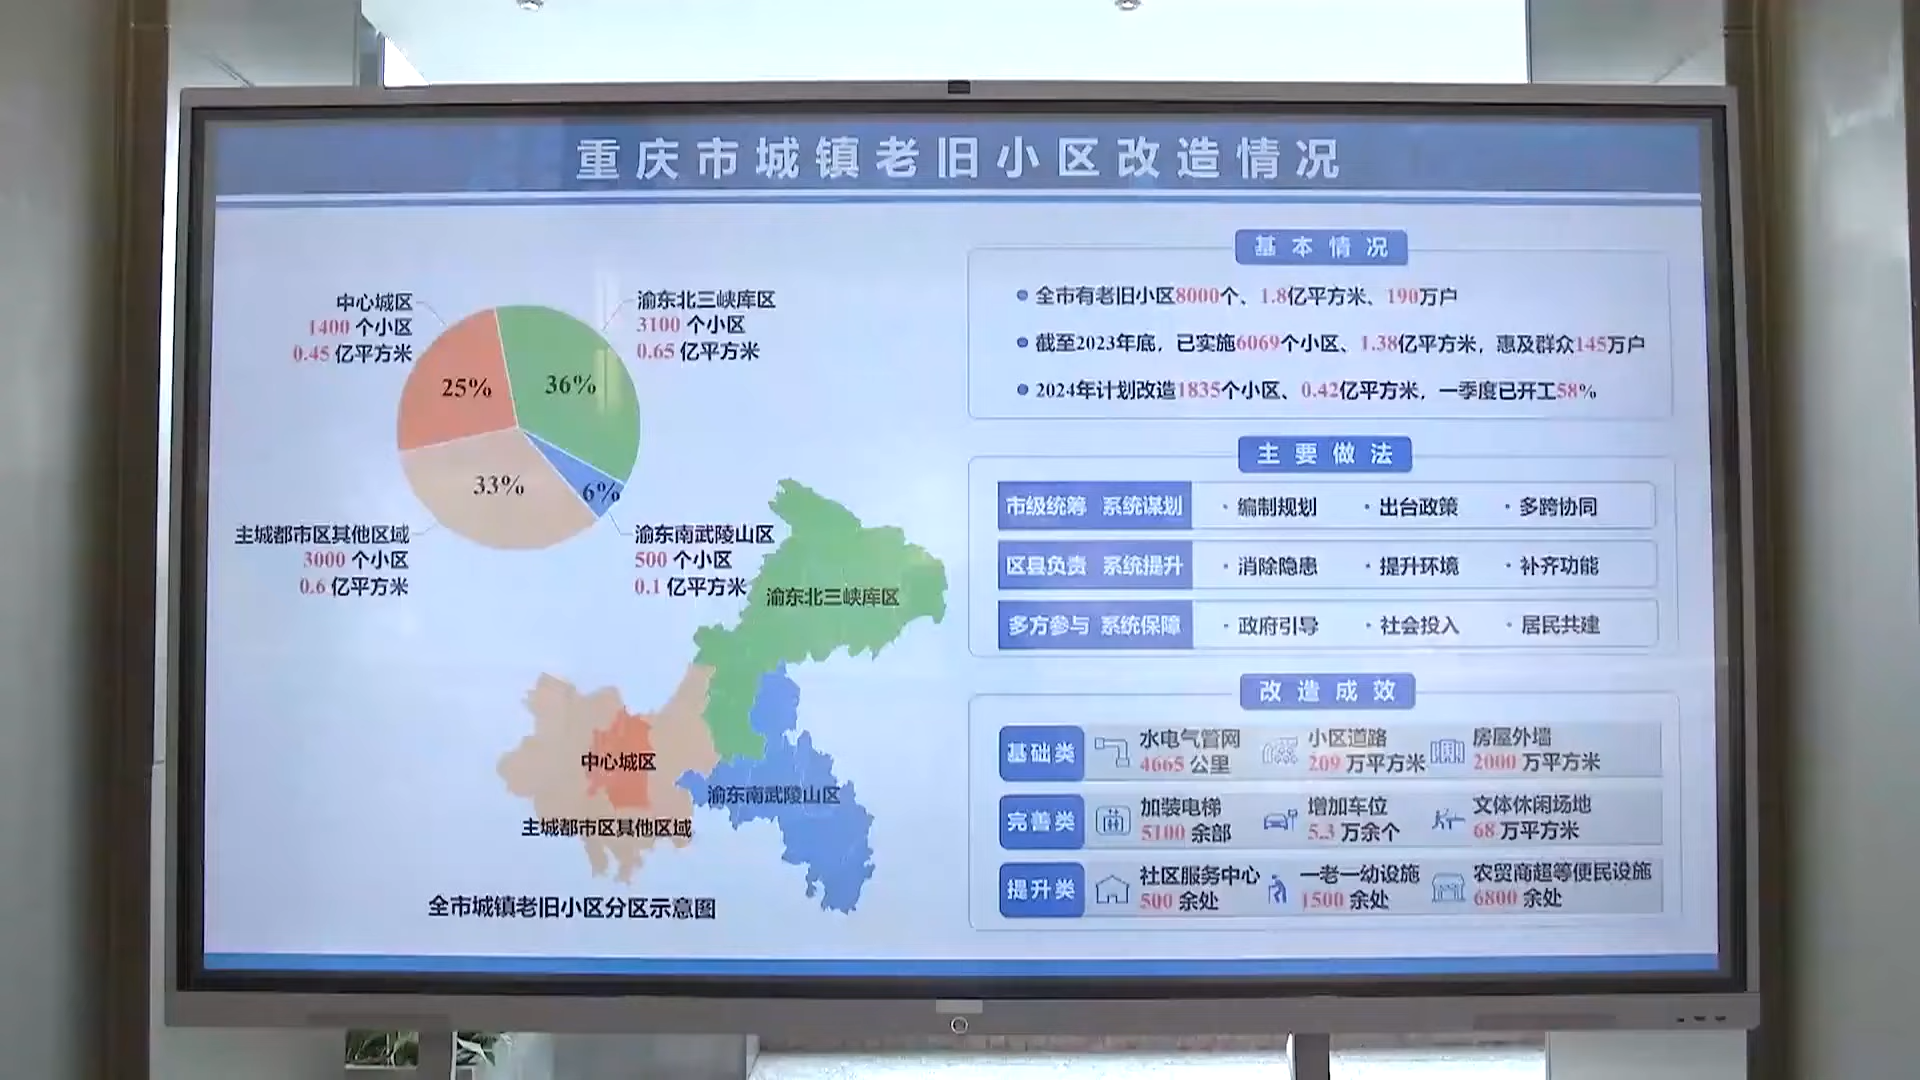 重庆市城镇老旧小区改造情况
中心城区
1400 个小区
0.45 亿平方米
渝东北三峡库区
3100 个小区
0.65 亿平方米
25%
36%
33%
6%
主城都市区其他区域
3000 个小区
0.6 亿平方米
渝东南武陵山区
500 个小区
0.1 亿平方米
渝东北三峡库区
中心城区
渝东南武陵山区
主城都市区其他区域
全市城镇老旧小区分区示意图
基本情况
全市有老旧小区8000个、1.8亿平方米、190万户
截至2023年底，已实施6069个小区、1.38亿平方米，惠及群众145万户
2024年计划改造1835个小区、0.42亿平方米，一季度已开工58%
主要做法
市级统筹 系统谋划 ·编制规划 ·出台政策 ·多跨协同
区县负责 系统提升 ·消除隐患 ·提升环境 ·补齐功能
多方参与 系统保障 ·政府引导 ·社会投入 ·居民共建
改造成效
基础类
水电气管网
4665 公里
小区道路
209 万平方米
房屋外墙
2000 万平方米
完善类
加装电梯
5100 余部
增加车位
5.3 万余个
文体休闲场地
68 万平方米
提升类
社区服务中心
500 余处
一老一幼设施
1500 余处
农贸商超等便民设施
6800 余处